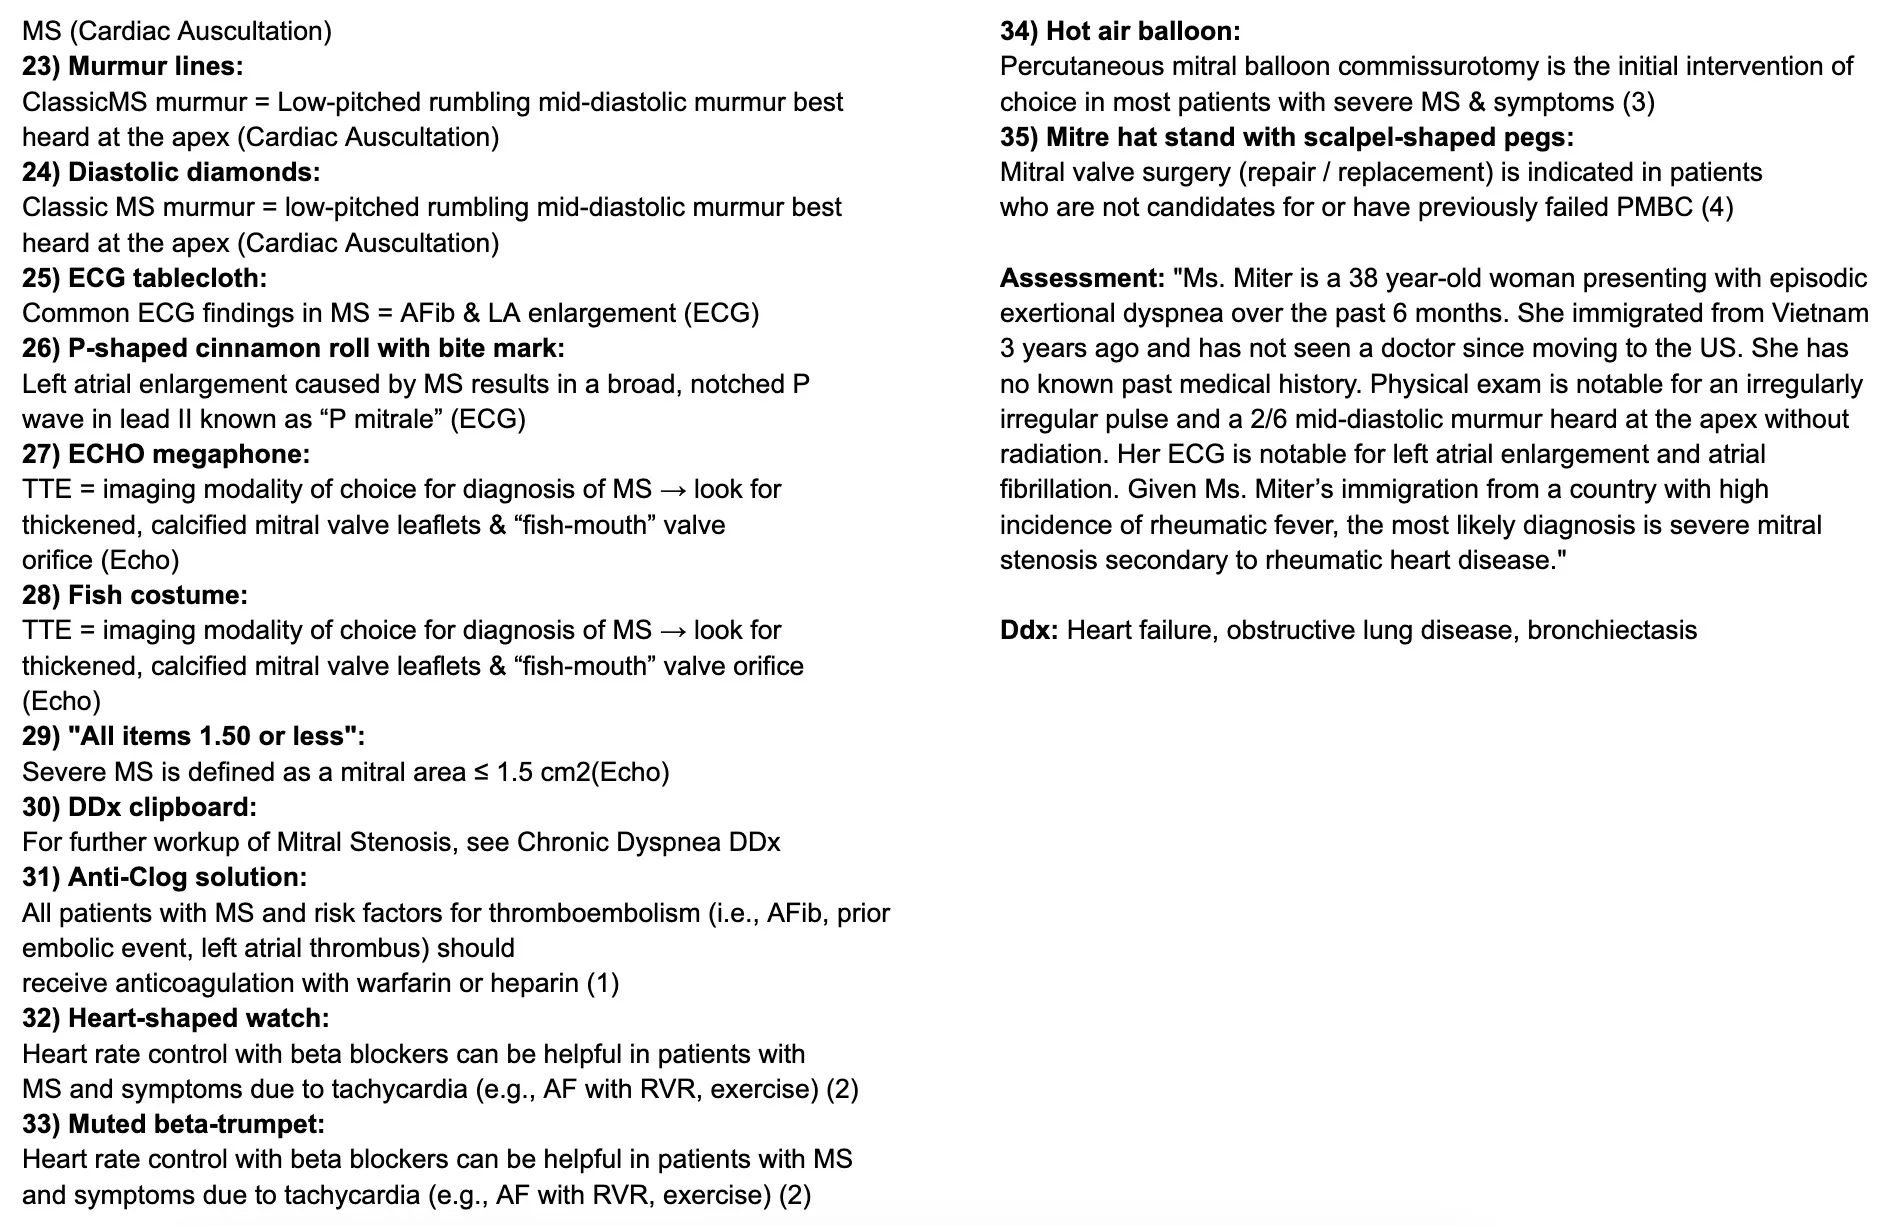 MS (Cardiac Auscultation)
23) Murmur lines:
ClassicMS murmur = Low-pitched rumbling mid-diastolic murmur best
heard at the apex (Cardiac Auscultation)
24) Diastolic diamonds:
Classic MS murmur = low-pitched rumbling mid-diastolic murmur best
heard at the apex (Cardiac Auscultation)
25) ECG tablecloth:
Common ECG findings in MS = AFib & LA enlargement (ECG)
26) P-shaped cinnamon roll with bite mark:
Left atrial enlargement caused by MS results in a broad, notched P
wave in lead II known as “P mitrale” (ECG)
27) ECHO megaphone:
TTE = imaging modality of choice for diagnosis of MS → look for
thickened, calcified mitral valve leaflets & “fish-mouth” valve
orifice (Echo)
28) Fish costume:
TTE = imaging modality of choice for diagnosis of MS → look for
thickened, calcified mitral valve leaflets & “fish-mouth” valve orifice
(Echo)
29) "All items 1.50 or less":
Severe MS is defined as a mitral area ≤ 1.5 cm2(Echo)
30) DDx clipboard:
For further workup of Mitral Stenosis, see Chronic Dyspnea DDx
31) Anti-Clog solution:
All patients with MS and risk factors for thromboembolism (i.e., AFib, prior
embolic event, left atrial thrombus) should
receive anticoagulation with warfarin or heparin (1)
32) Heart-shaped watch:
Heart rate control with beta blockers can be helpful in patients with
MS and symptoms due to tachycardia (e.g., AF with RVR, exercise) (2)
33) Muted beta-trumpet:
Heart rate control with beta blockers can be helpful in patients with MS
and symptoms due to tachycardia (e.g., AF with RVR, exercise) (2)
34) Hot air balloon:
Percutaneous mitral balloon commissurotomy is the initial intervention of
choice in most patients with severe MS & symptoms (3)
35) Mitre hat stand with scalpel-shaped pegs:
Mitral valve surgery (repair / replacement) is indicated in patients
who are not candidates for or have previously failed PMBC (4)
Assessment: "Ms. Miter is a 38 year-old woman presenting with episodic
exertional dyspnea over the past 6 months. She immigrated from Vietnam
3 years ago and has not seen a doctor since moving to the US. She has
no known past medical history. Physical exam is notable for an irregularly
irregular pulse and a 2/6 mid-diastolic murmur heard at the apex without
radiation. Her ECG is notable for left atrial enlargement and atrial
fibrillation. Given Ms. Miter’s immigration from a country with high
incidence of rheumatic fever, the most likely diagnosis is severe mitral
stenosis secondary to rheumatic heart disease."
Ddx: Heart failure, obstructive lung disease, bronchiectasis